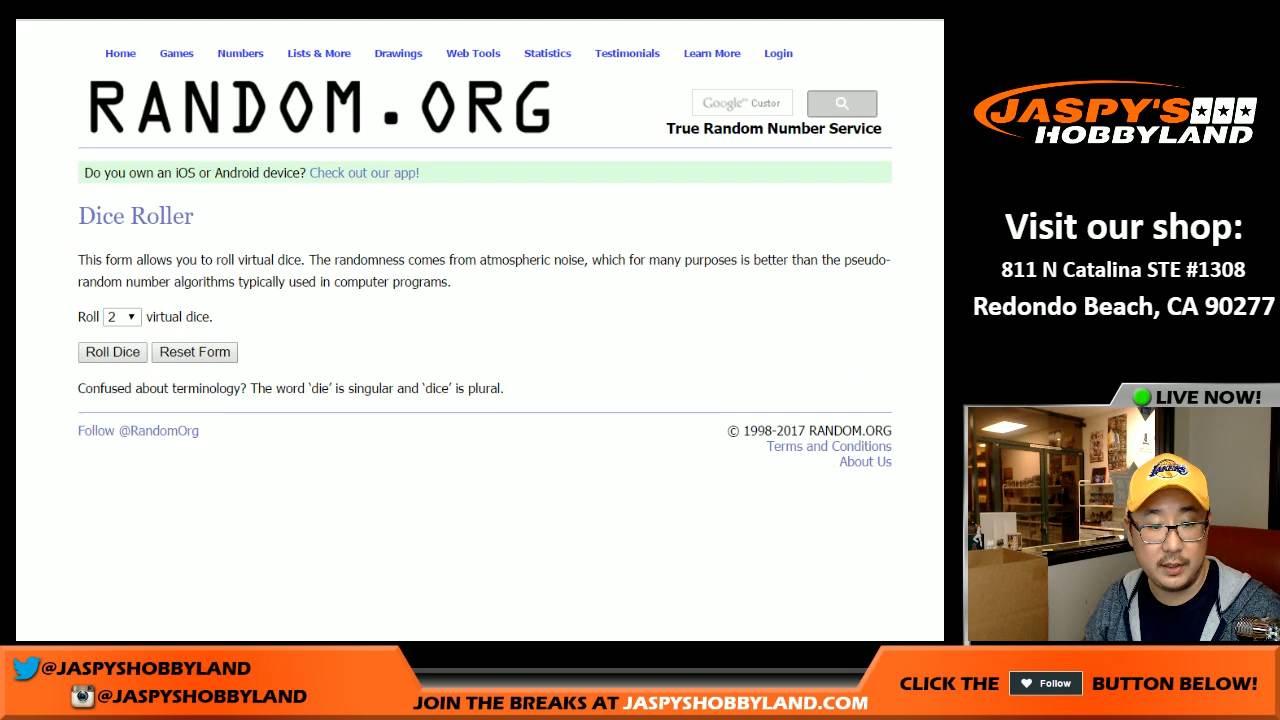 Home Games Numbers Lists & More Drawings Web Tools Statistics Testimonials Learn More Login
RANDOM.ORG
Google™ Custor
True Random Number Service
Do you own an iOS or Android device? Check out our app!
Dice Roller
This form allows you to roll virtual dice. The randomness comes from atmospheric noise, which for many purposes is better than the pseudo-
random number algorithms typically used in computer programs.
Roll 2 virtual dice.
Roll Dice Reset Form
Confused about terminology? The word ‘die’ is singular and ‘dice’ is plural.
Follow @RandomOrg
© 1998-2017 RANDOM.ORG
Terms and Conditions
About Us
JASPY'S
HOBBYLAND
Visit our shop:
811 N Catalina STE #1308
Redondo Beach, CA 90277
LIVE NOW!
LAKERS
@JASPYSHOBBYLAND
@JASPYSHOBBYLAND
JOIN THE BREAKS AT JASPYSHOBBYLAND.COM
CLICK THE Follow BUTTON BELOW!